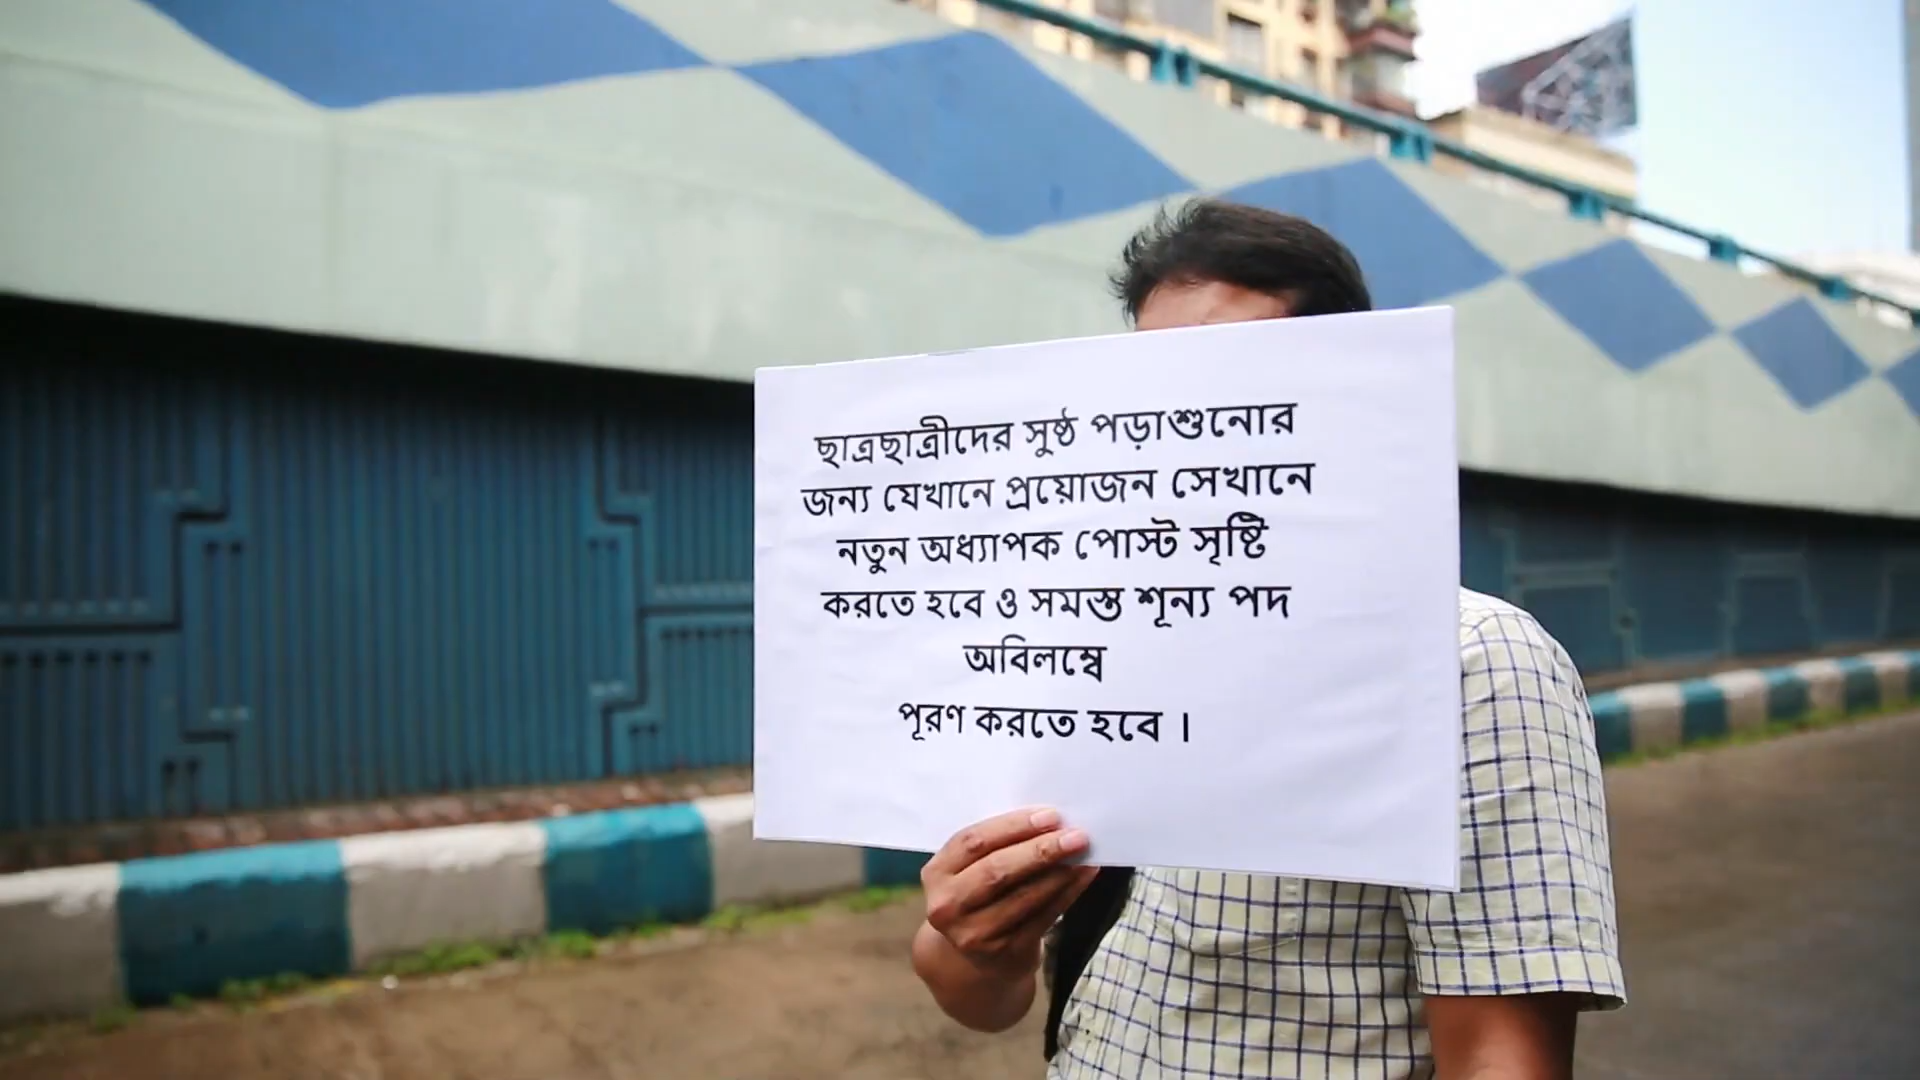 ছাত্রছাত্রীদের সুষ্ঠ পড়াশুনোর
জন্য যেখানে প্রয়োজন সেখানে
নতুন অধ্যাপক পোস্ট সৃষ্টি
করতে হবে ও সমস্ত শূন্য পদ
অবিলম্বে
পূরণ করতে হবে ।